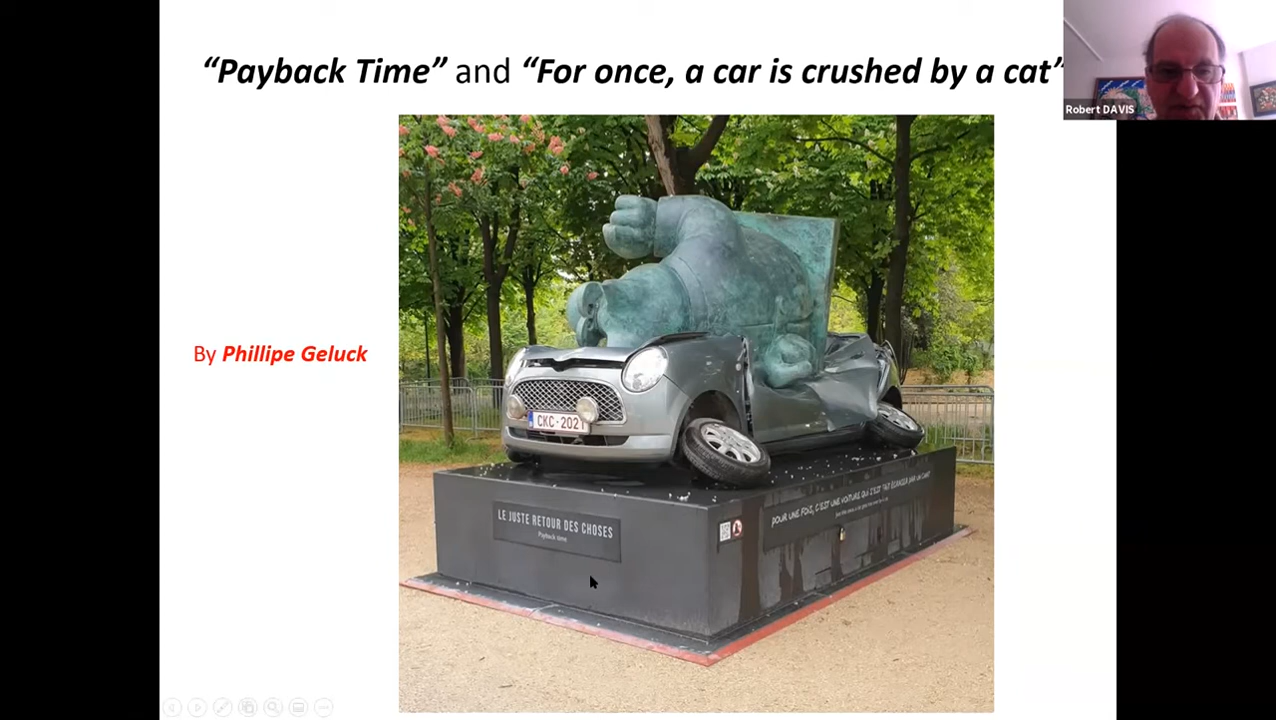 “Payback Time” and “For once, a car is crushed by a cat”
Robert DAVIS
By Phillipe Geluck
CKC-2021
LE JUSTE RETOUR DES CHOSES
Payback time
POUR UNE FOIS, C'EST UNE VOITURE QUI S'EST FAIT ÉCRASER PAR UN CHAT